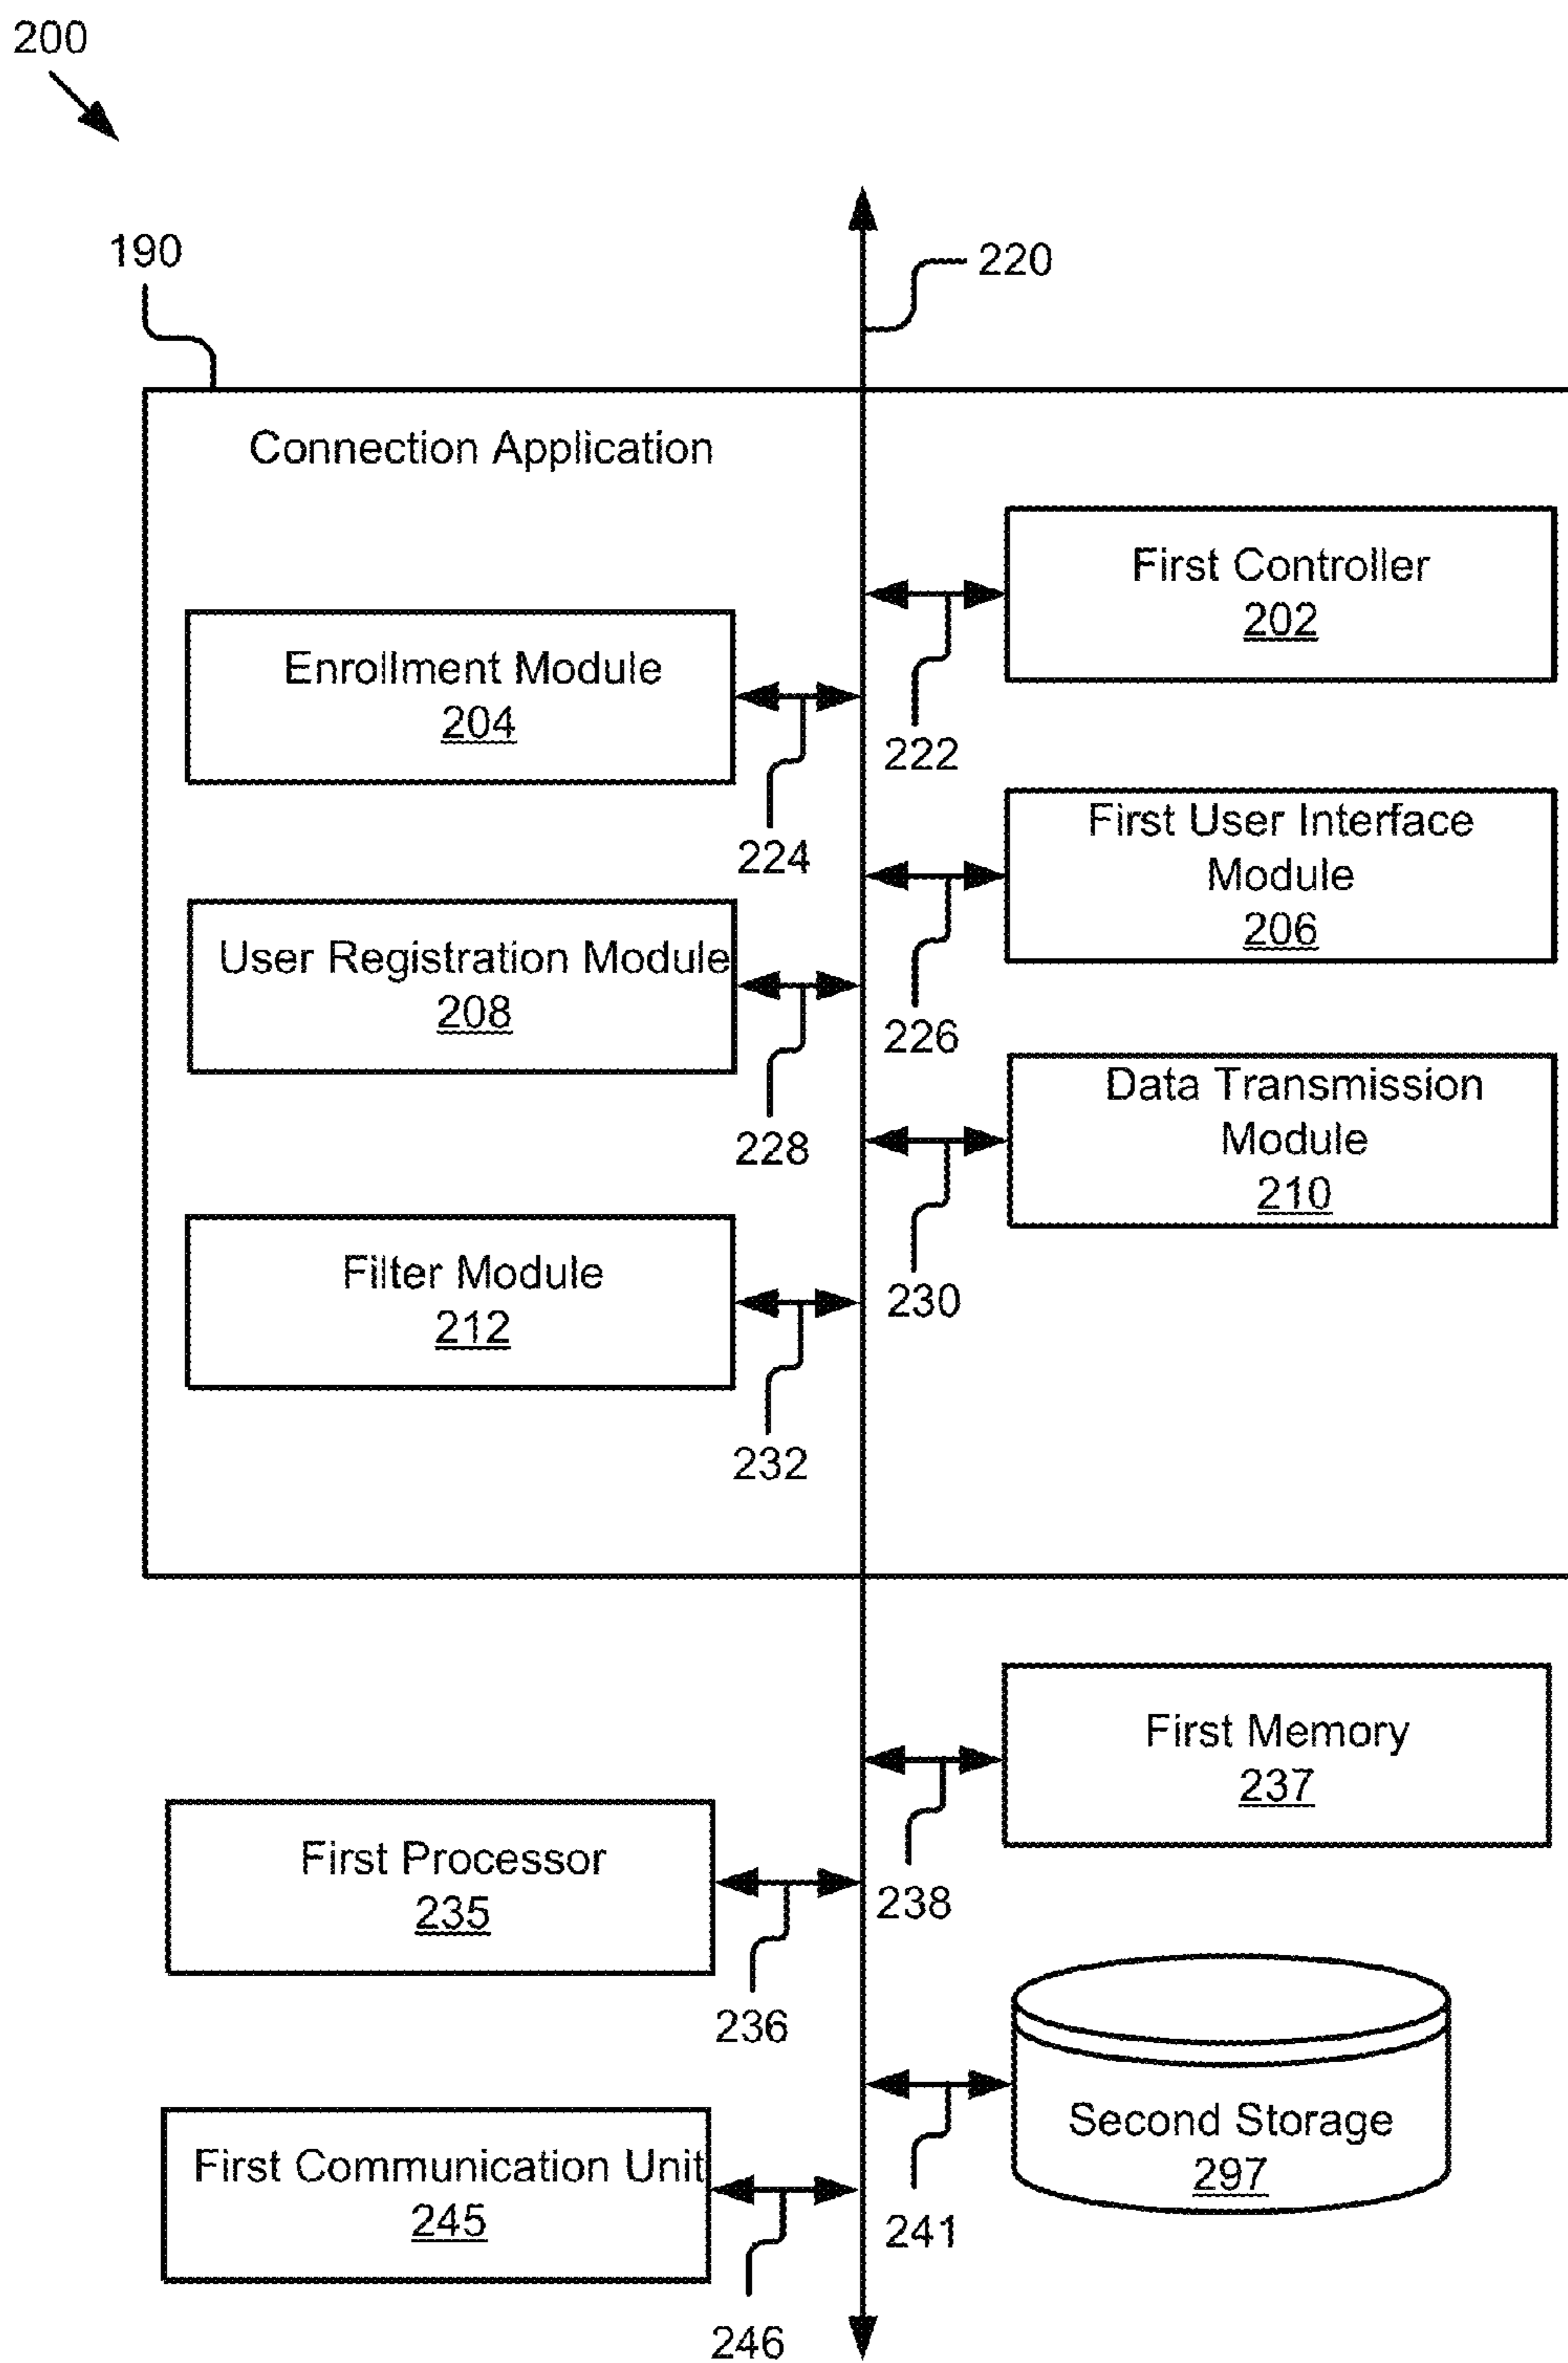 200
190
220
Connection Application
First Controller
202
Enrollment Module
204
222
224
First User Interface
Module
206
User Registration Module
208
226
228
Data Transmission
Module
210
Filter Module
212
230
232
First Memory
237
First Processor
235
238
236
Second Storage
297
First Communication Unit
245
241
246